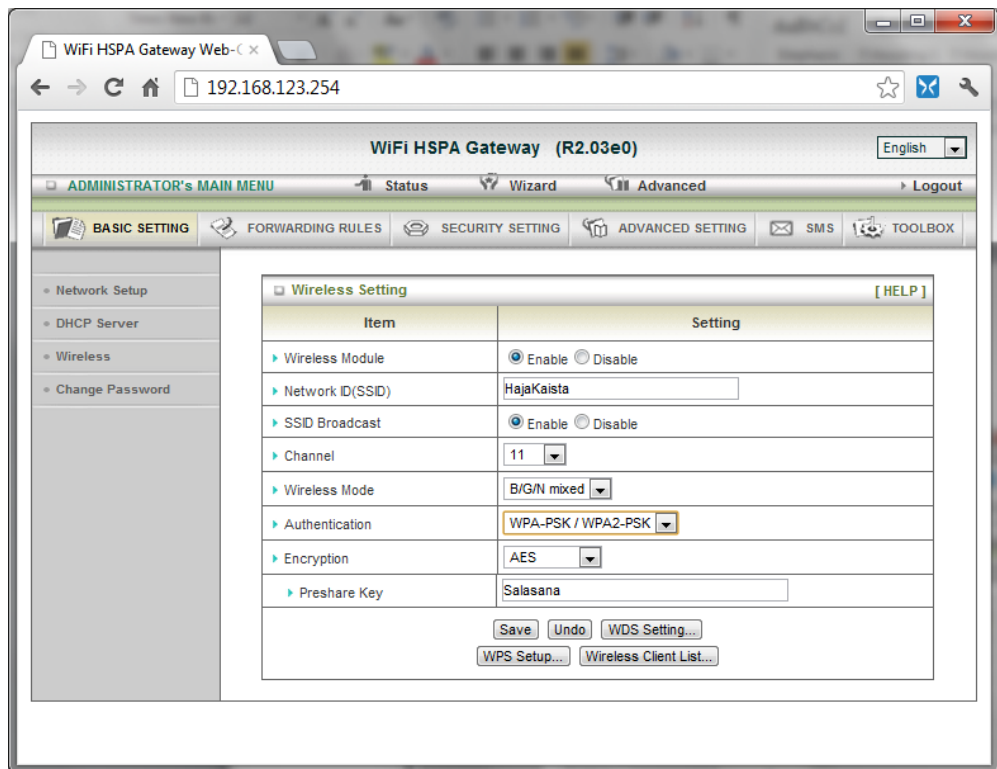 WiFi HSPA Gateway Web-C
192.168.123.254
WiFi HSPA Gateway (R2.03e0)
English
ADMINISTRATOR's MAIN MENU Status Wizard Advanced Logout
BASIC SETTING FORWARDING RULES SECURITY SETTING ADVANCED SETTING SMS TOOLBOX
Network Setup
DHCP Server
Wireless
Change Password
Wireless Setting [ HELP ]
Item Setting
Wireless Module Enable Disable
Network ID(SSID) HajaKaista
SSID Broadcast Enable Disable
Channel 11
Wireless Mode B/G/N mixed
Authentication WPA-PSK / WPA2-PSK
Encryption AES
Preshare Key Salasana
Save Undo WDS Setting...
WPS Setup... Wireless Client List...